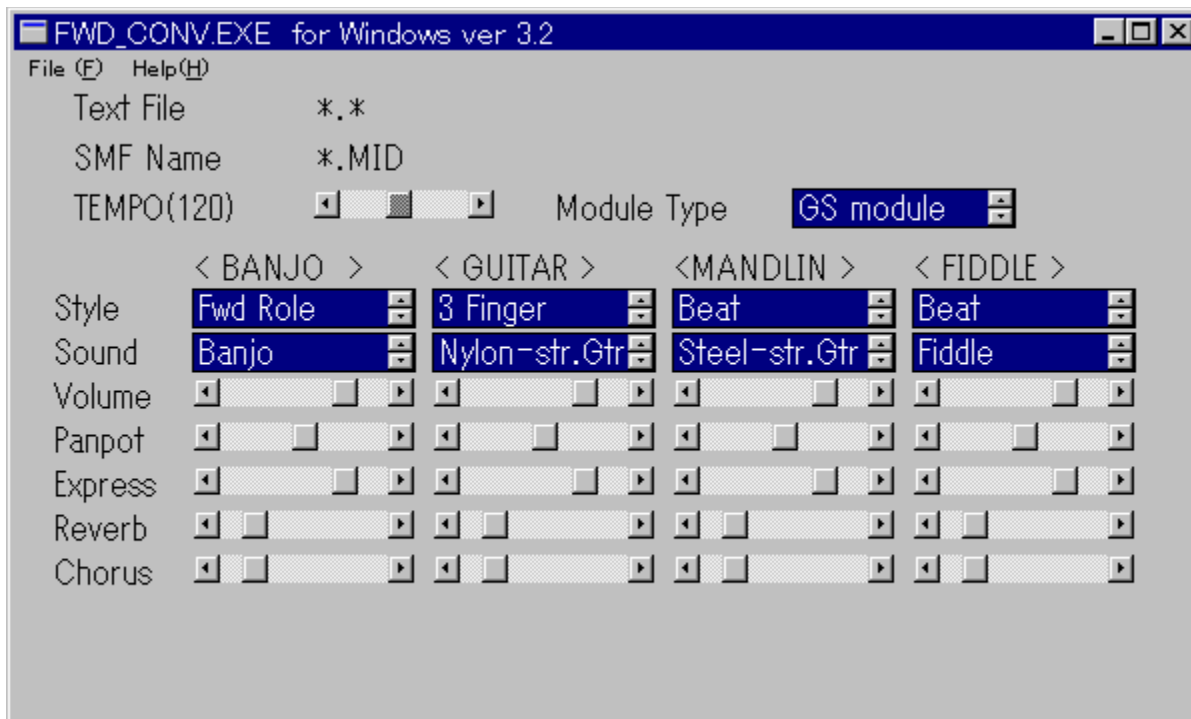 FWD_CONV.EXE for Windows ver 3.2
File (F) Help(H)
Text File *.*
SMF Name *.MID
TEMPO(120) Module Type GS module
< BANJO > < GUITAR > <MANDLIN > < FIDDLE >
Style Fwd Role 3 Finger Beat Beat
Sound Banjo Nylon-str.Gtr Steel-str.Gtr Fiddle
Volume
Panpot
Express
Reverb
Chorus